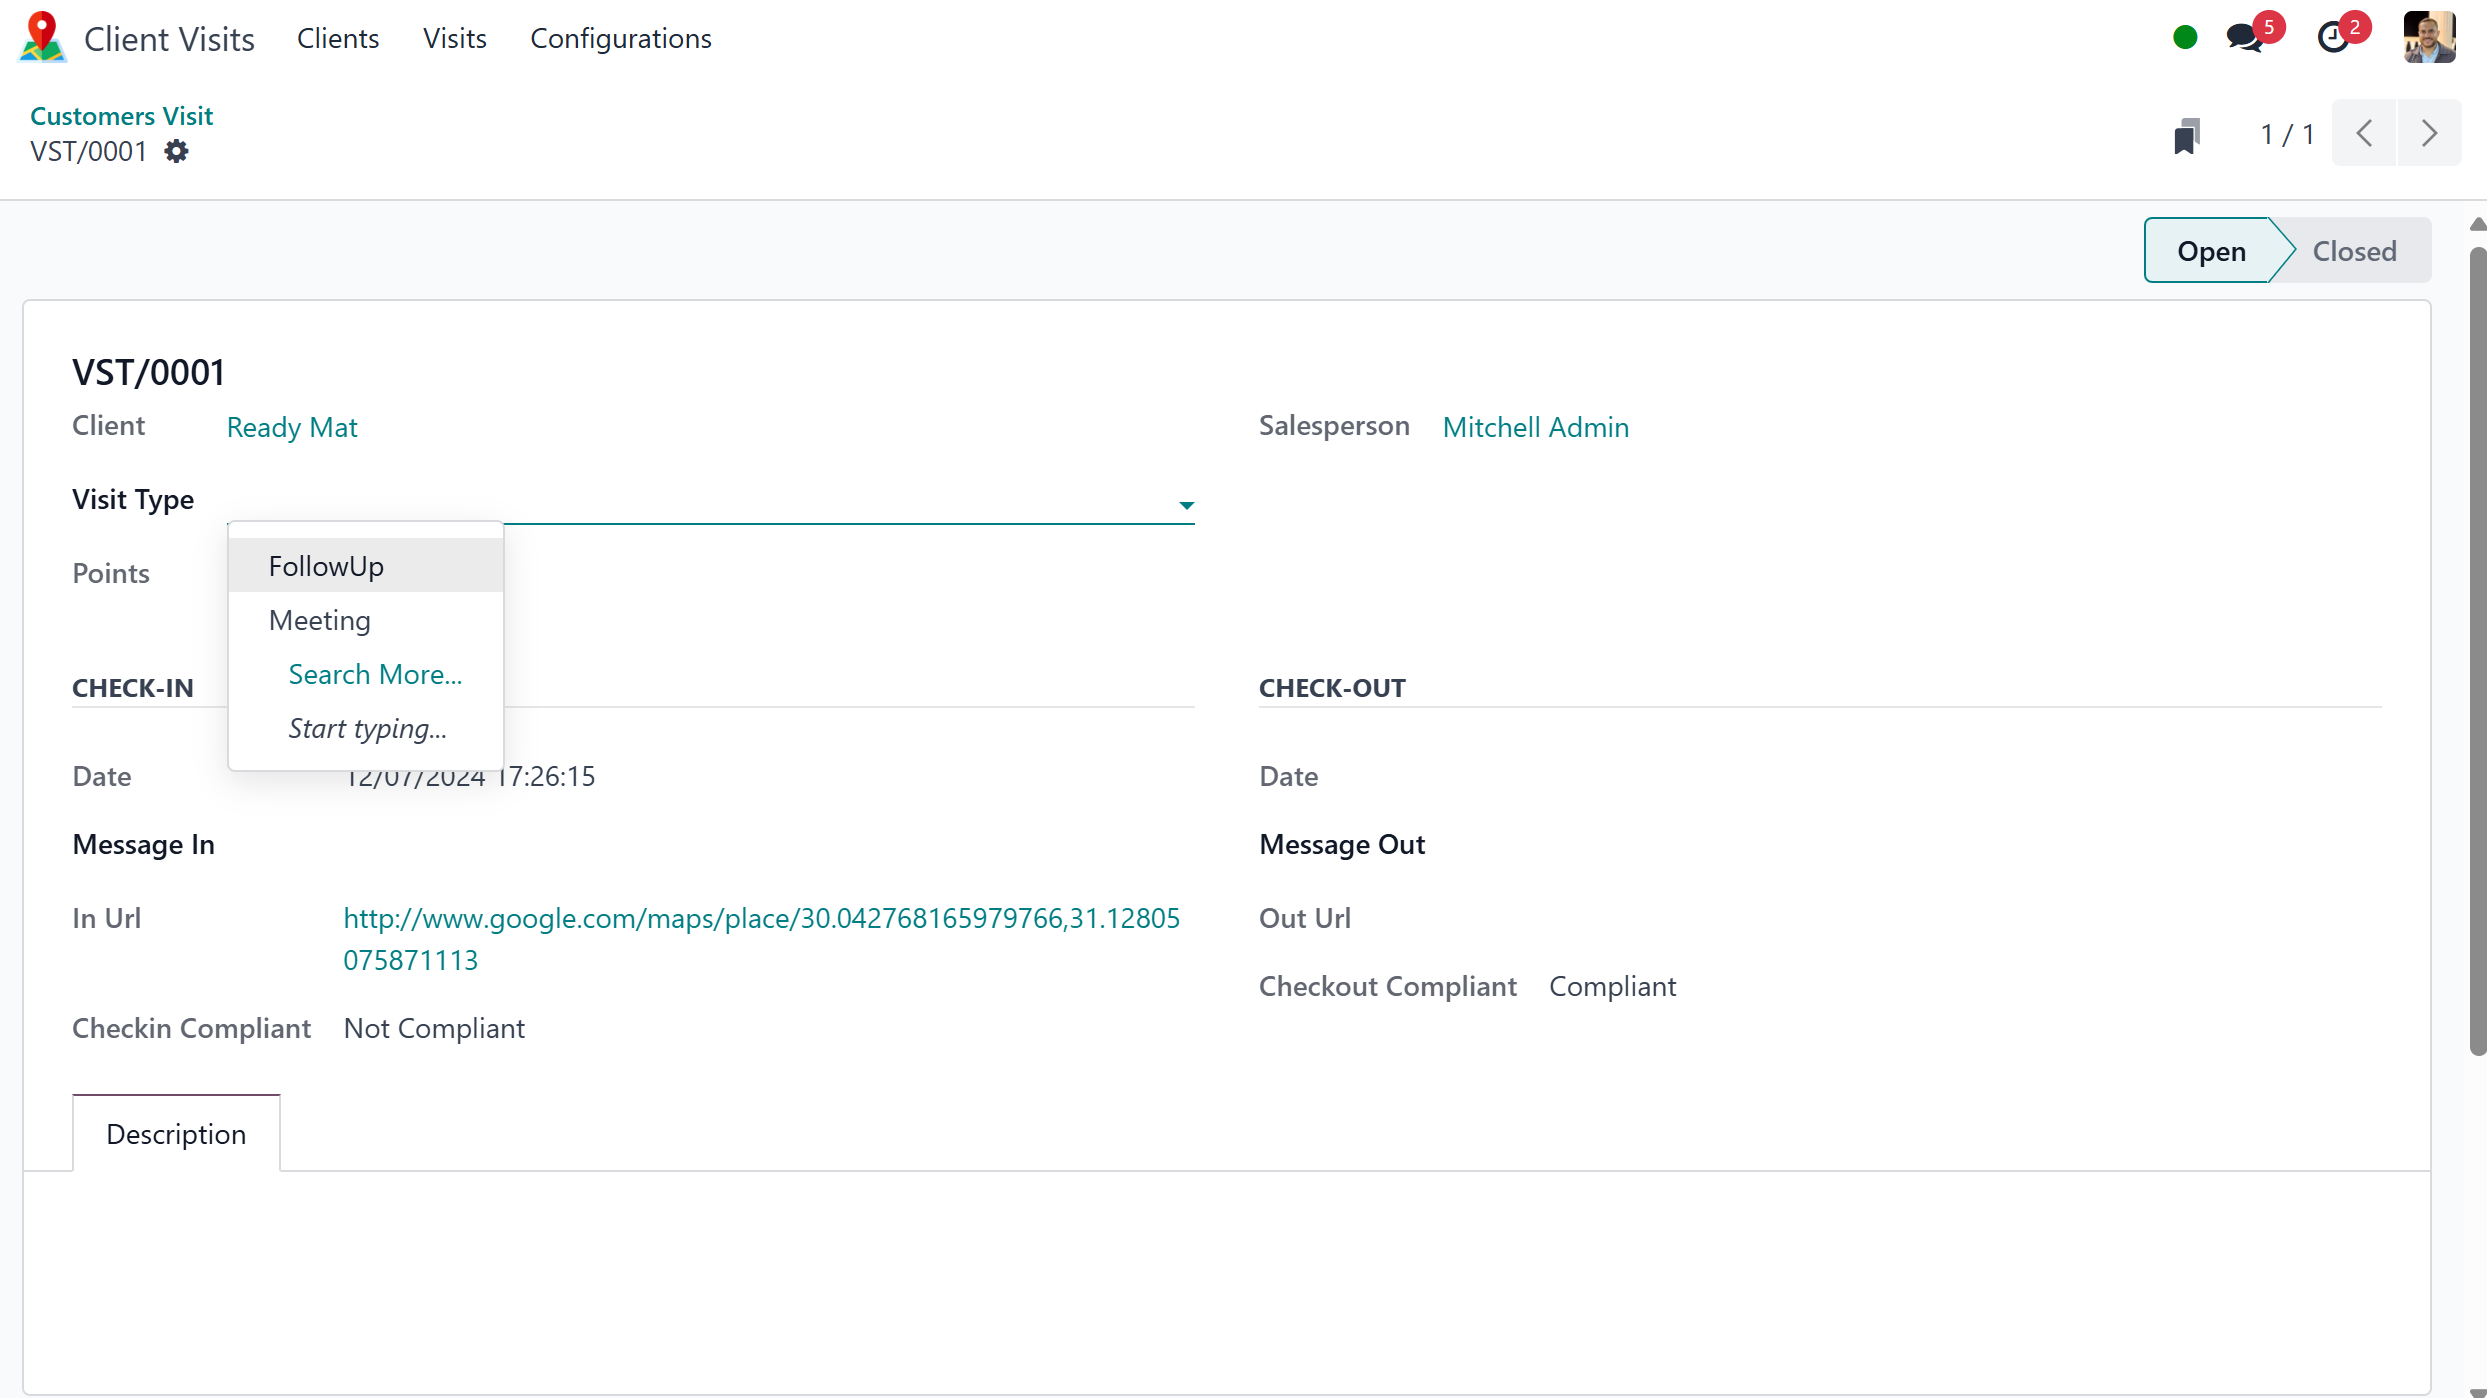 Client Visits Clients Visits Configurations 5 2
Customers Visit
VST/0001
1 / 1
Open Closed
VST/0001
Client Ready Mat
Salesperson Mitchell Admin
Visit Type
FollowUp
Points
Meeting
Search More...
Start typing...
CHECK-IN
Date 12/07/2024 17:26:15
Message In
In Url http://www.google.com/maps/place/30.042768165979766,31.12805
075871113
Checkin Compliant Not Compliant
CHECK-OUT
Date
Message Out
Out Url
Checkout Compliant Compliant
Description